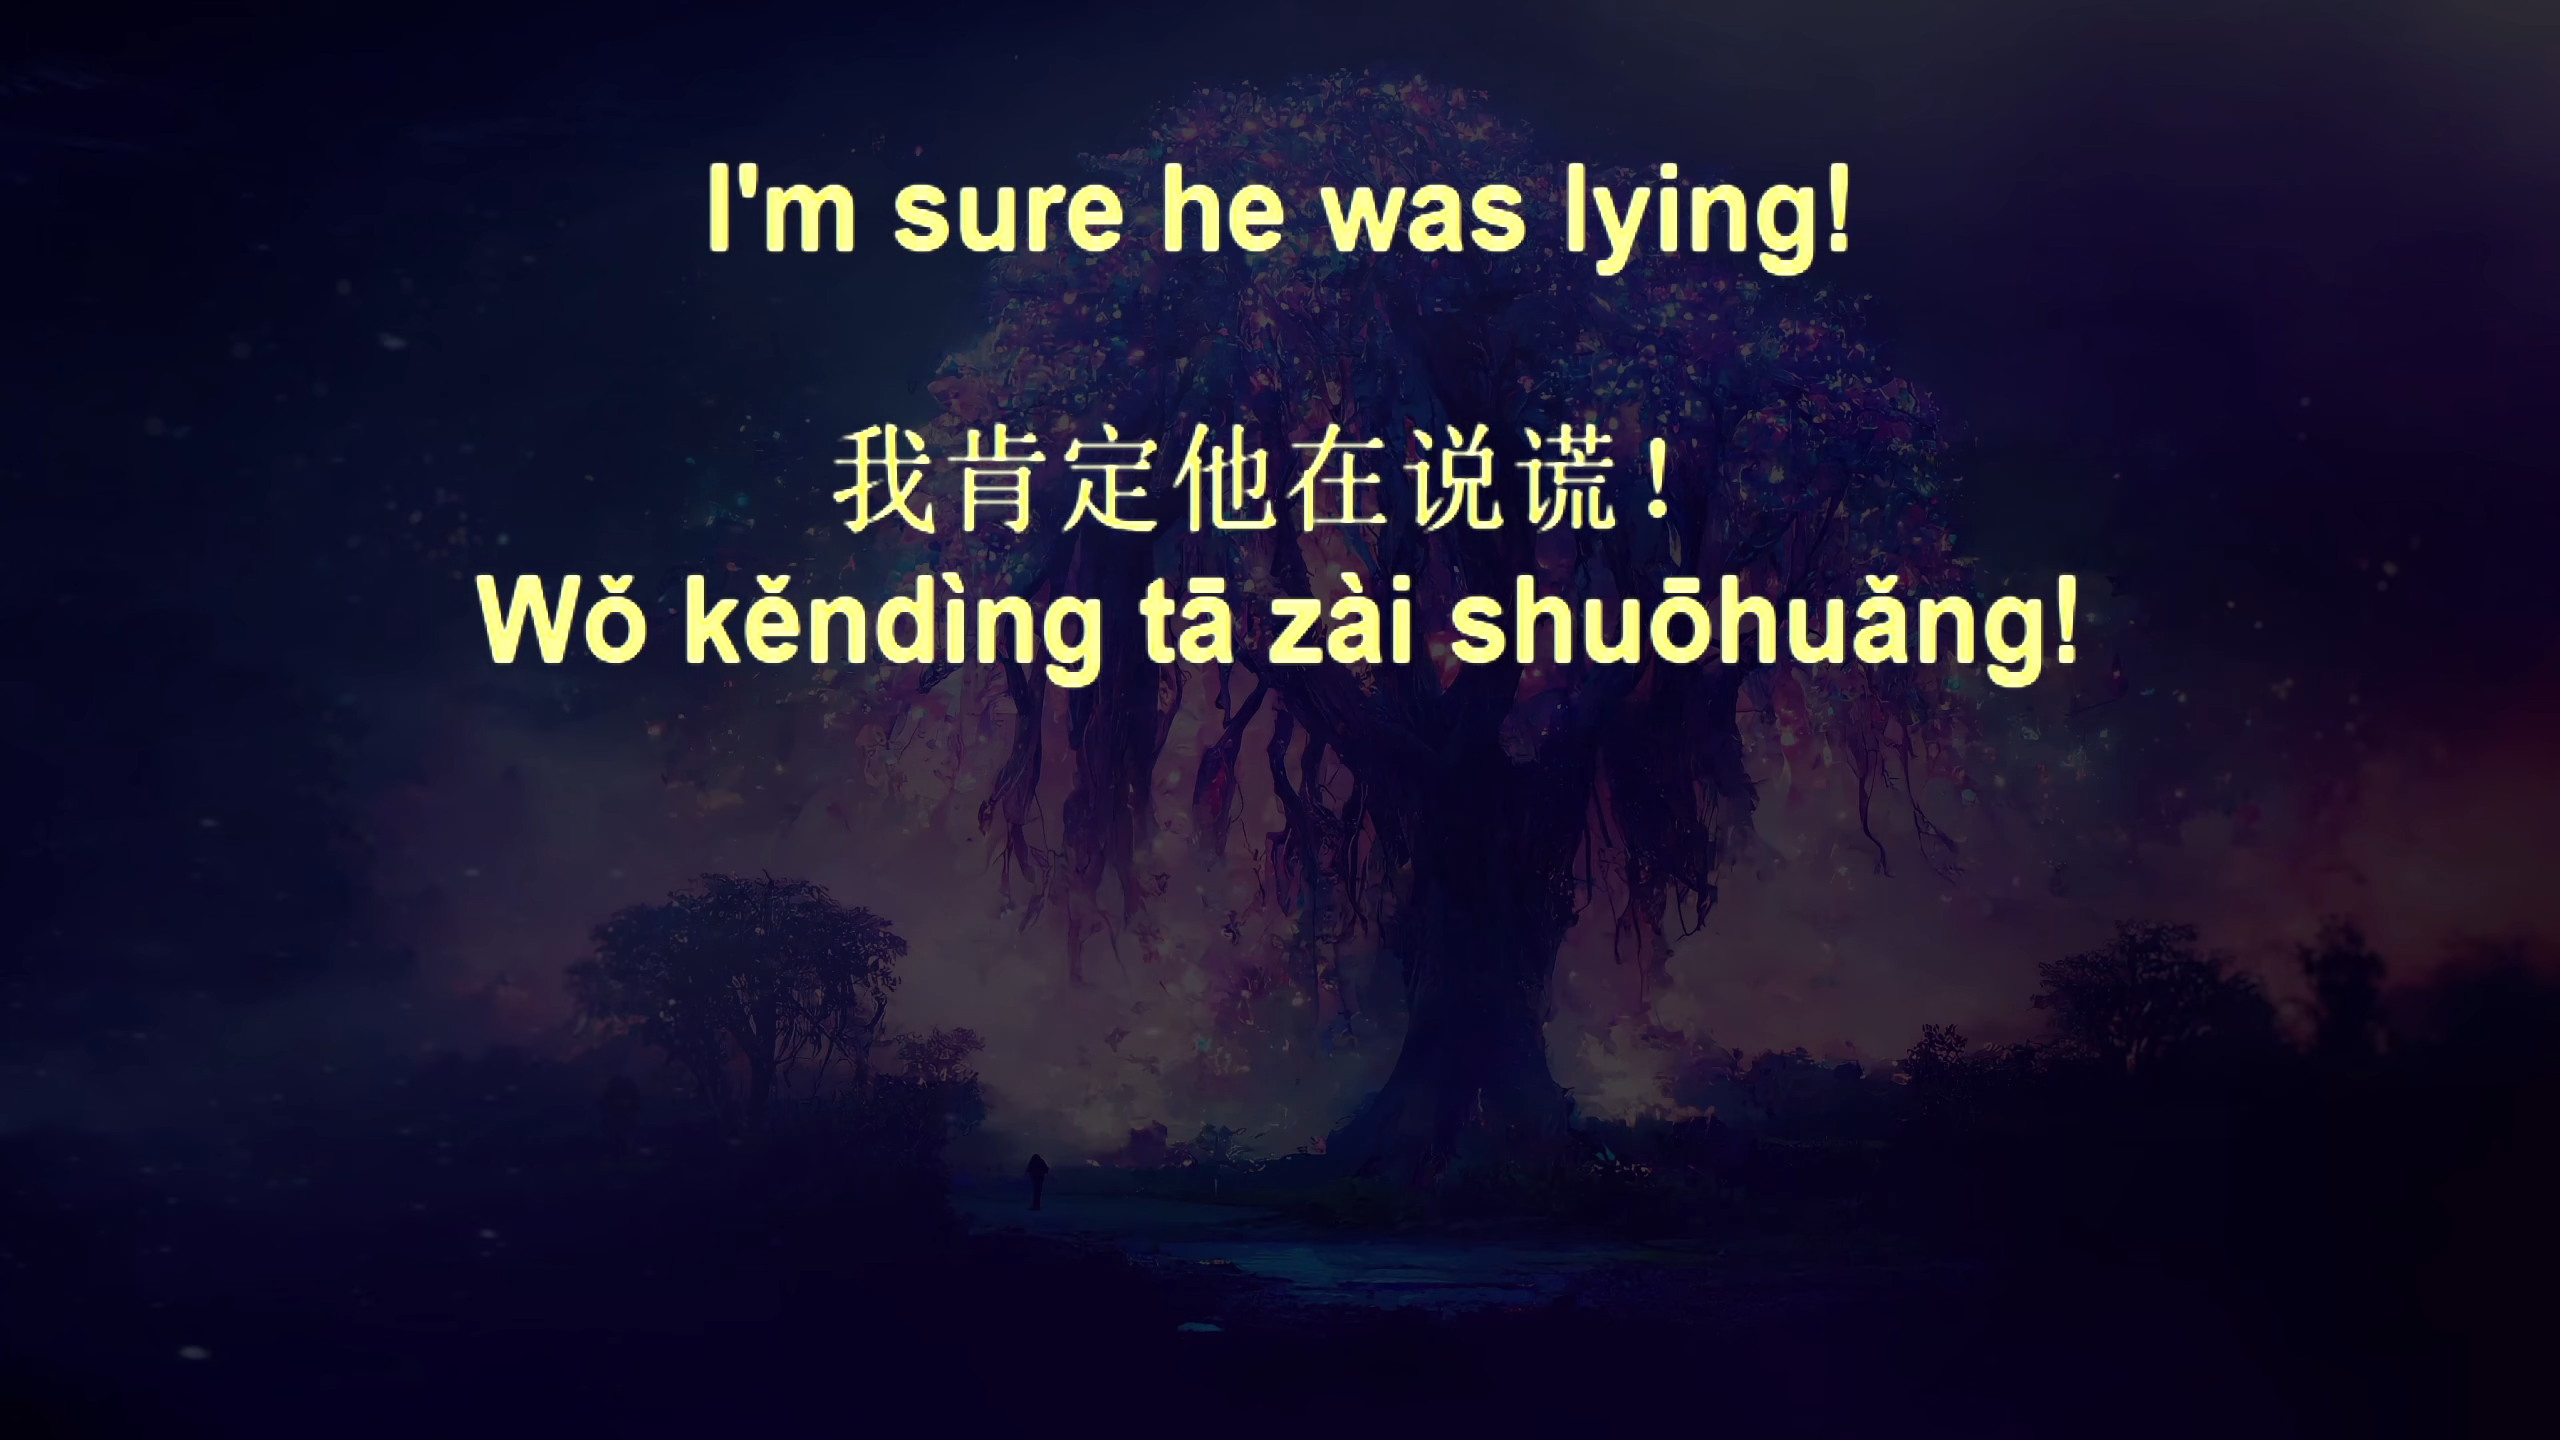 I'm sure he was lying!
我肯定他在说谎！
Wǒ kěndìng tā zài shuōhuǎng!